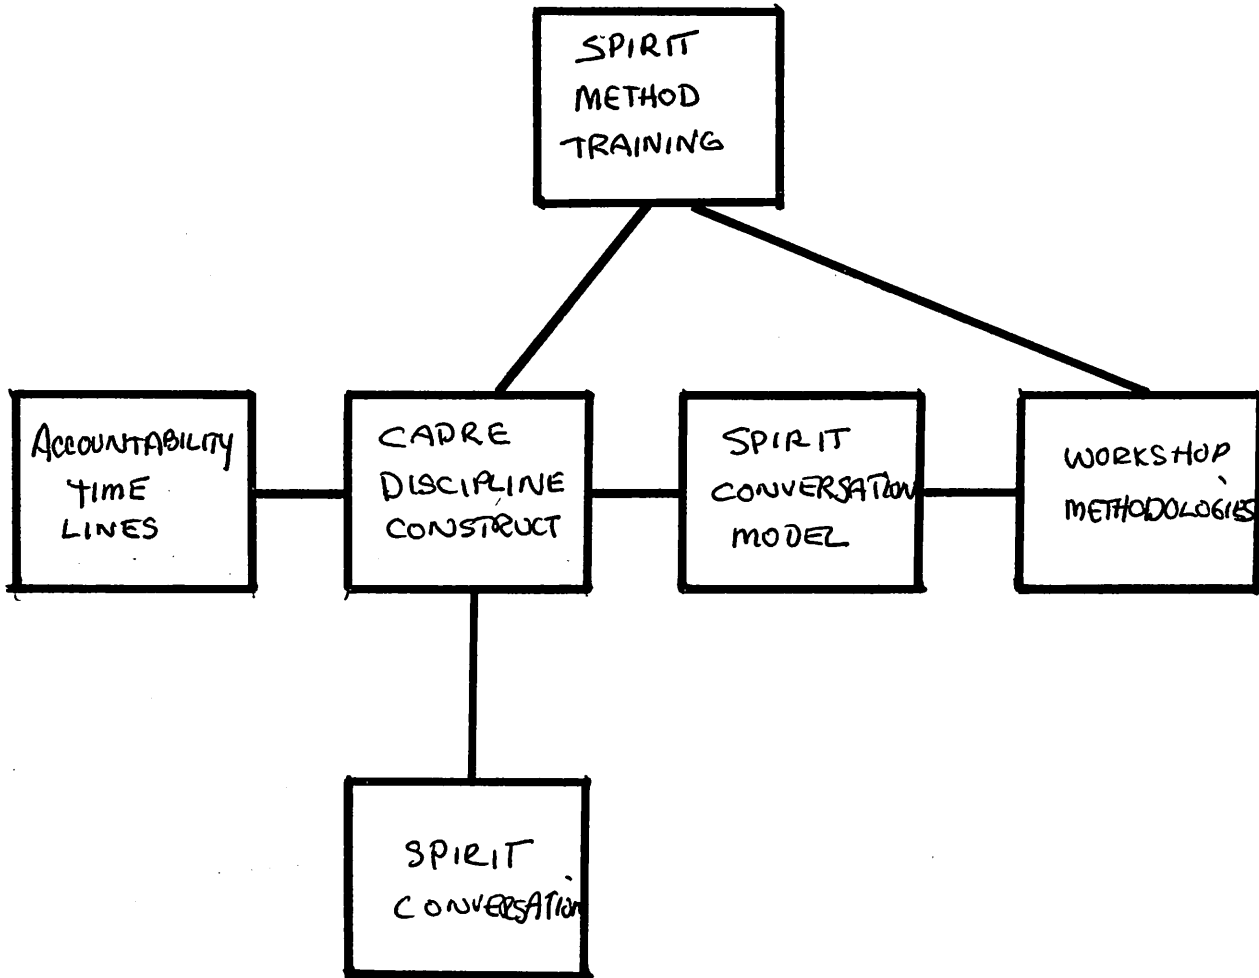 SPIRIT
METHOD
TRAINING
ACCOUNTABILITY
TIME
LINES
CADRE
DISCIPLINE
CONSTRUCT
SPIRIT
CONVERSATION
MODEL
WORKSHOP
METHODOLOGIES
SPIRIT
CONVERSATION